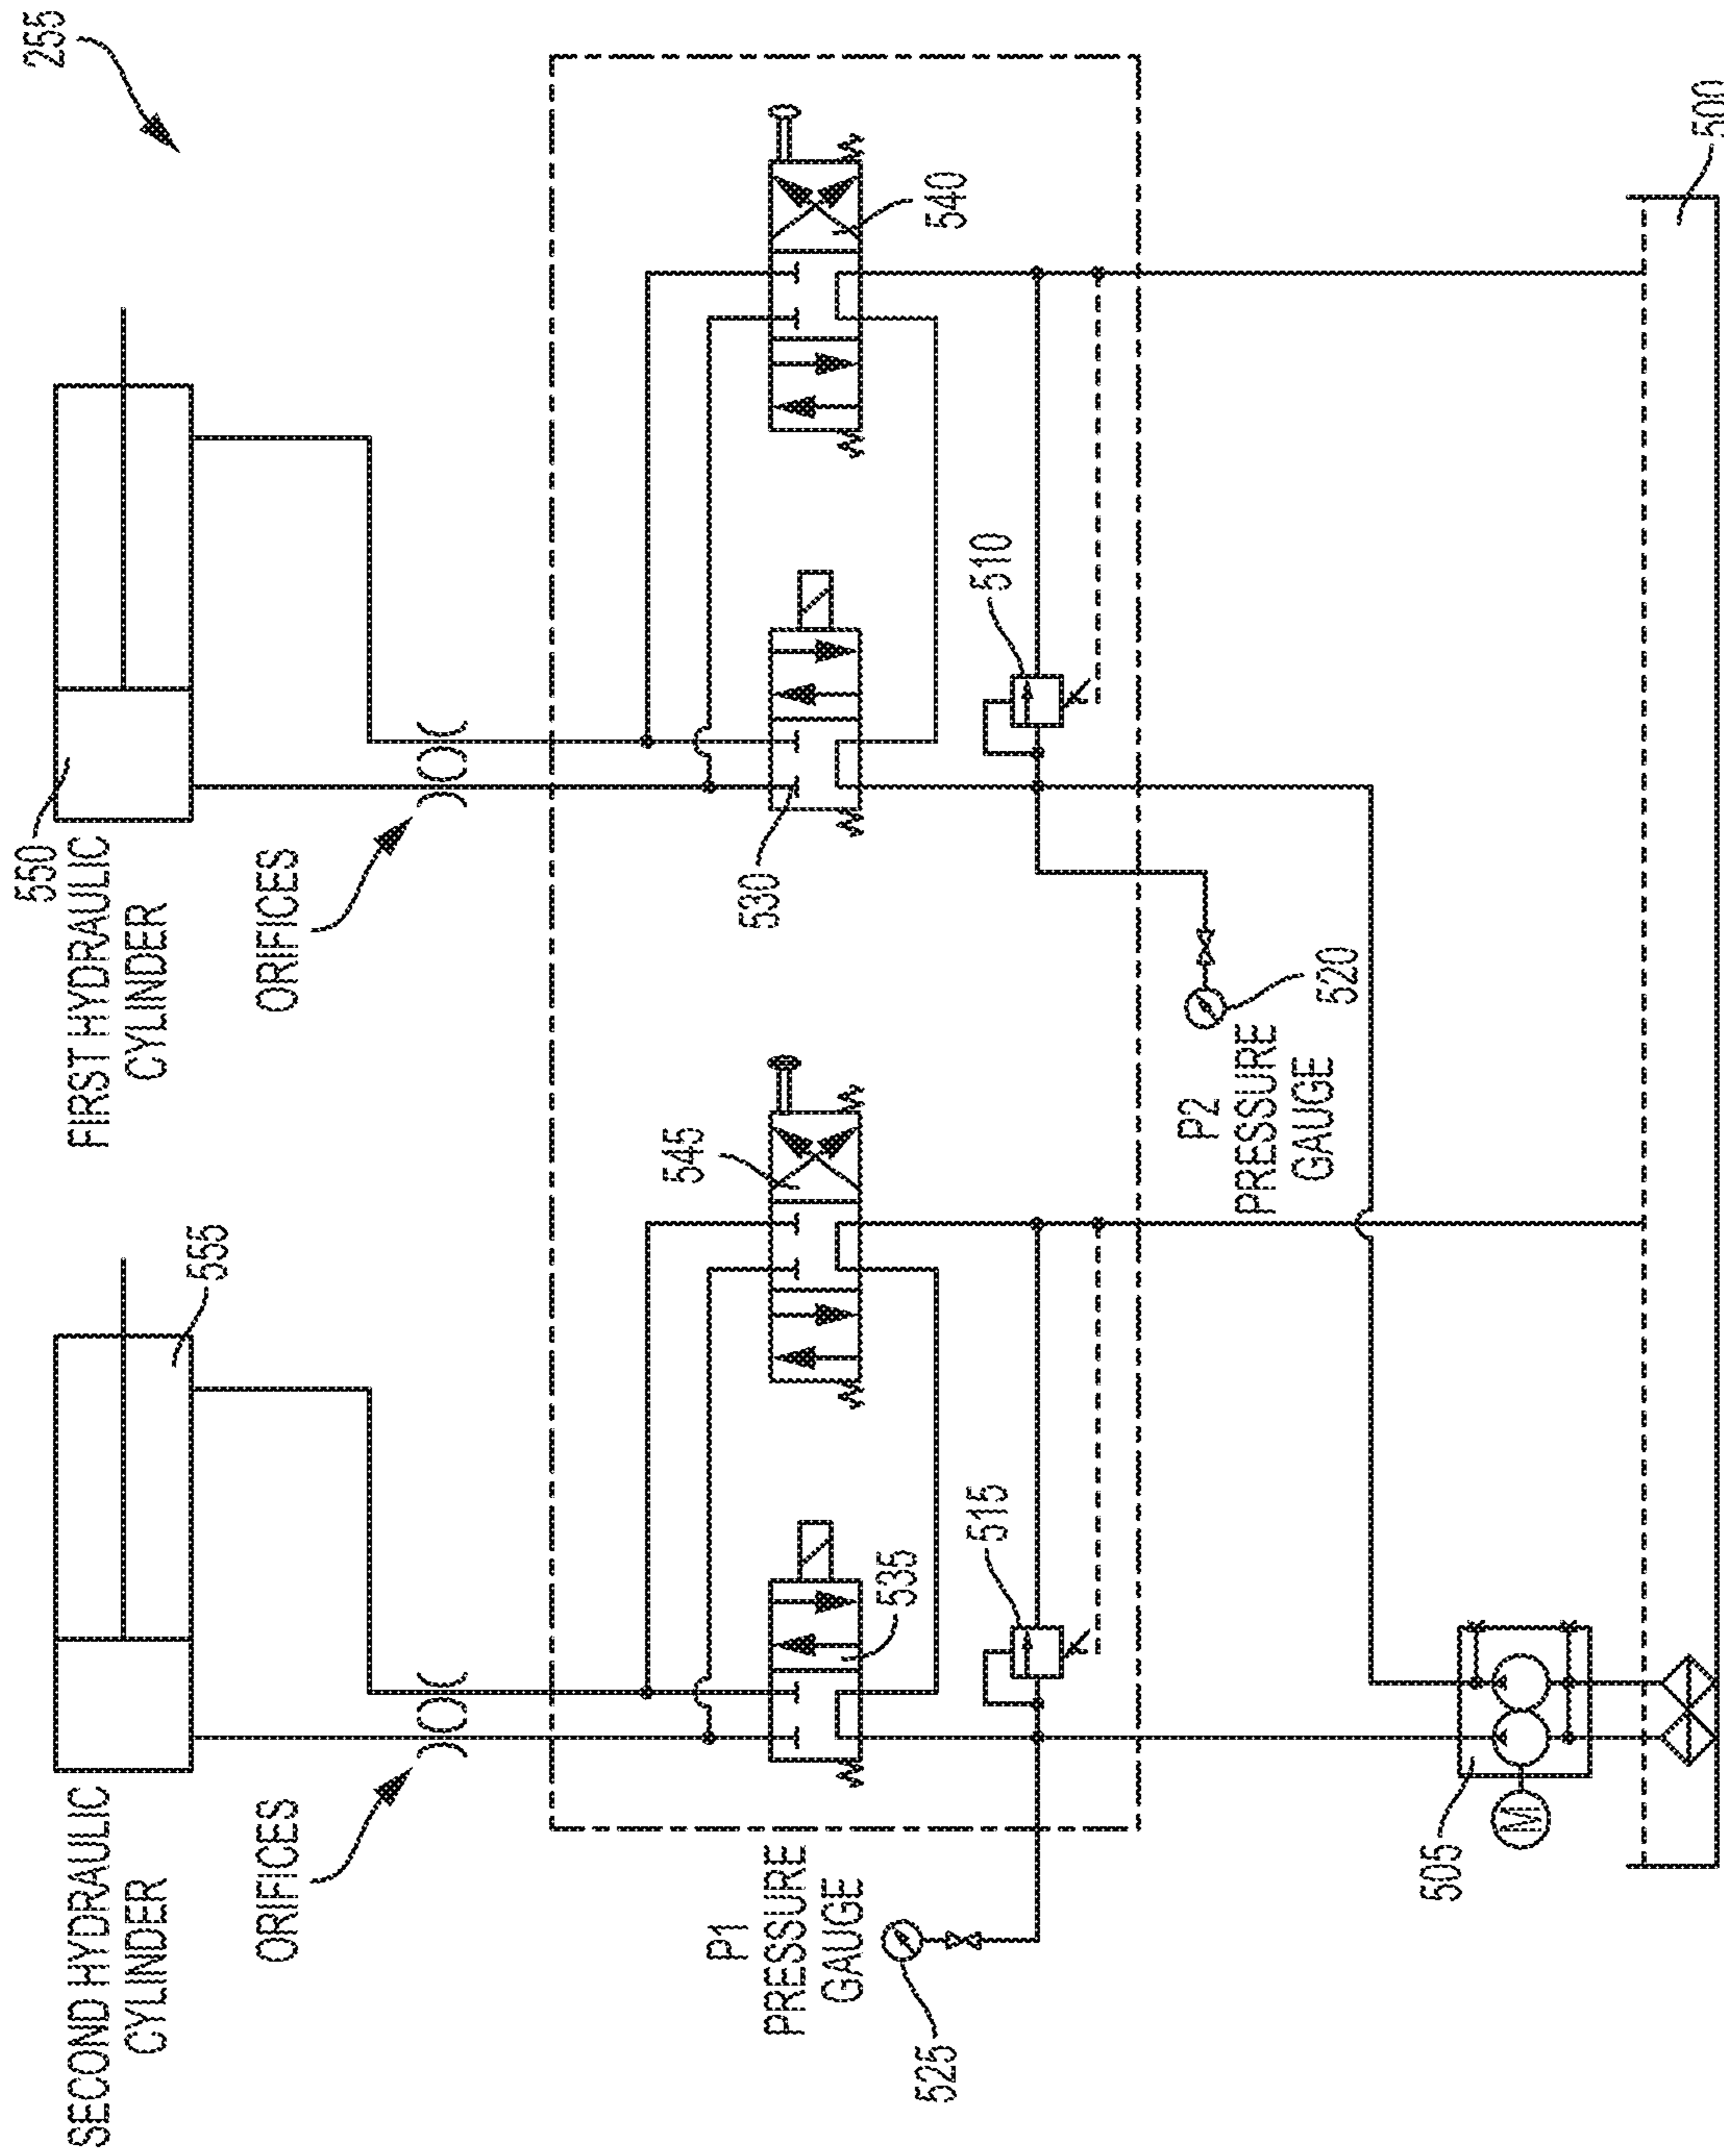 255
550
FIRST HYDRAULIC
CYLINDER
ORIFICES
540
530
510
520
P2
PRESSURE
GAUGE
500
SECOND HYDRAULIC
CYLINDER
555
ORIFICES
545
535
515
P1
PRESSURE
GAUGE
525
505
M